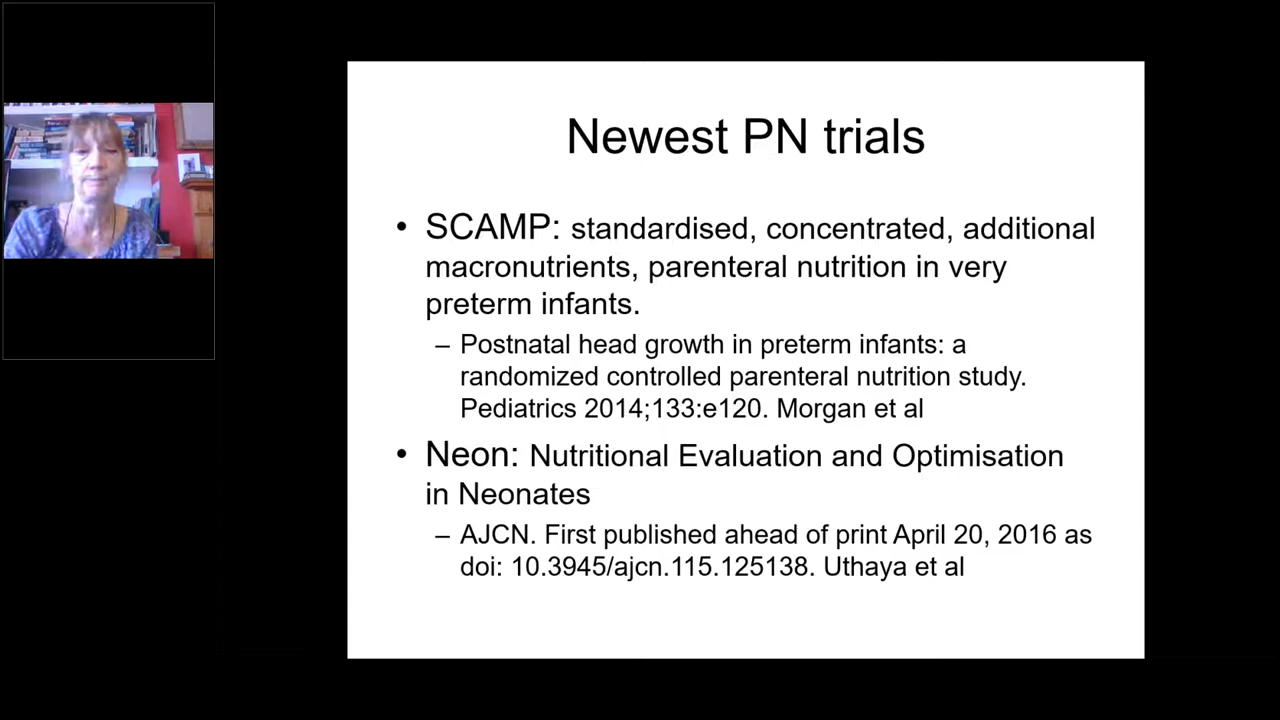 Newest PN trials
• SCAMP: standardised, concentrated, additional
macronutrients, parenteral nutrition in very
preterm infants.
– Postnatal head growth in preterm infants: a
randomized controlled parenteral nutrition study.
Pediatrics 2014;133:e120. Morgan et al
• Neon: Nutritional Evaluation and Optimisation
in Neonates
– AJCN. First published ahead of print April 20, 2016 as
doi: 10.3945/ajcn.115.125138. Uthaya et al